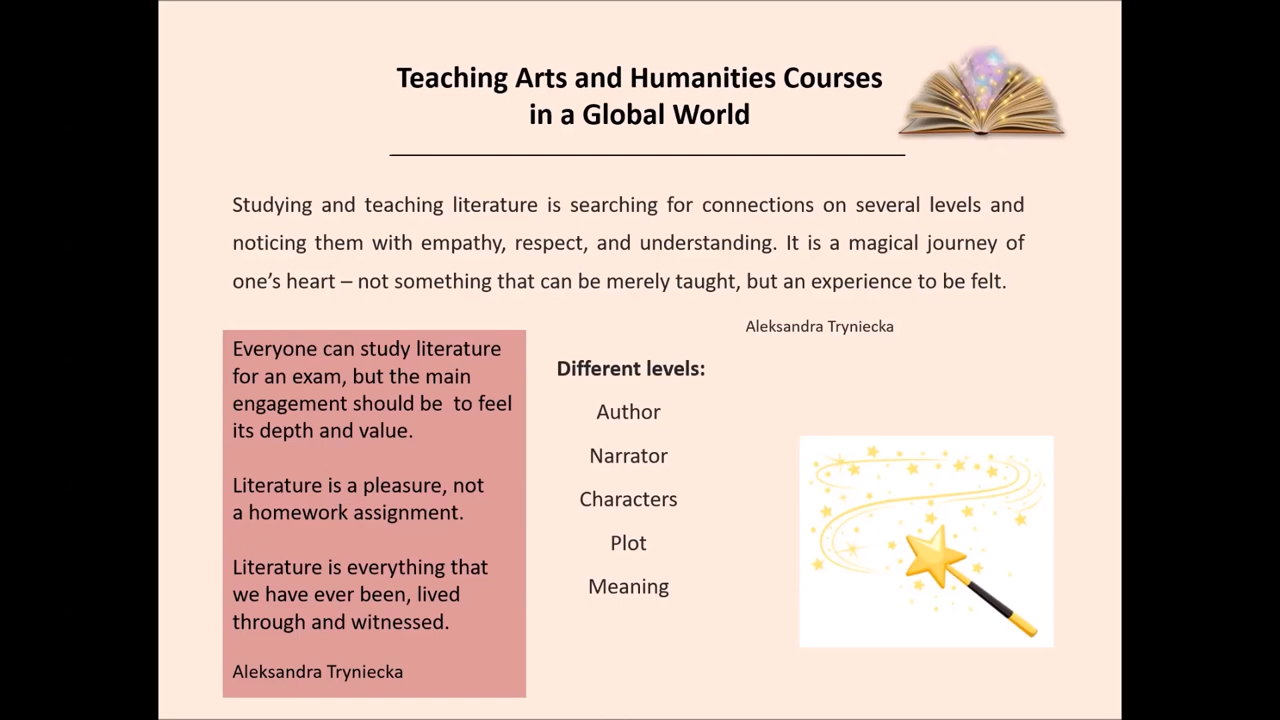 Teaching Arts and Humanities Courses
in a Global World
Studying and teaching literature is searching for connections on several levels and
noticing them with empathy, respect, and understanding. It is a magical journey of
one’s heart – not something that can be merely taught, but an experience to be felt.
Aleksandra Tryniecka
Everyone can study literature
for an exam, but the main
engagement should be  to feel
its depth and value.
Literature is a pleasure, not
a homework assignment.
Literature is everything that
we have ever been, lived
through and witnessed.
Aleksandra Tryniecka
Different levels:
Author
Narrator
Characters
Plot
Meaning